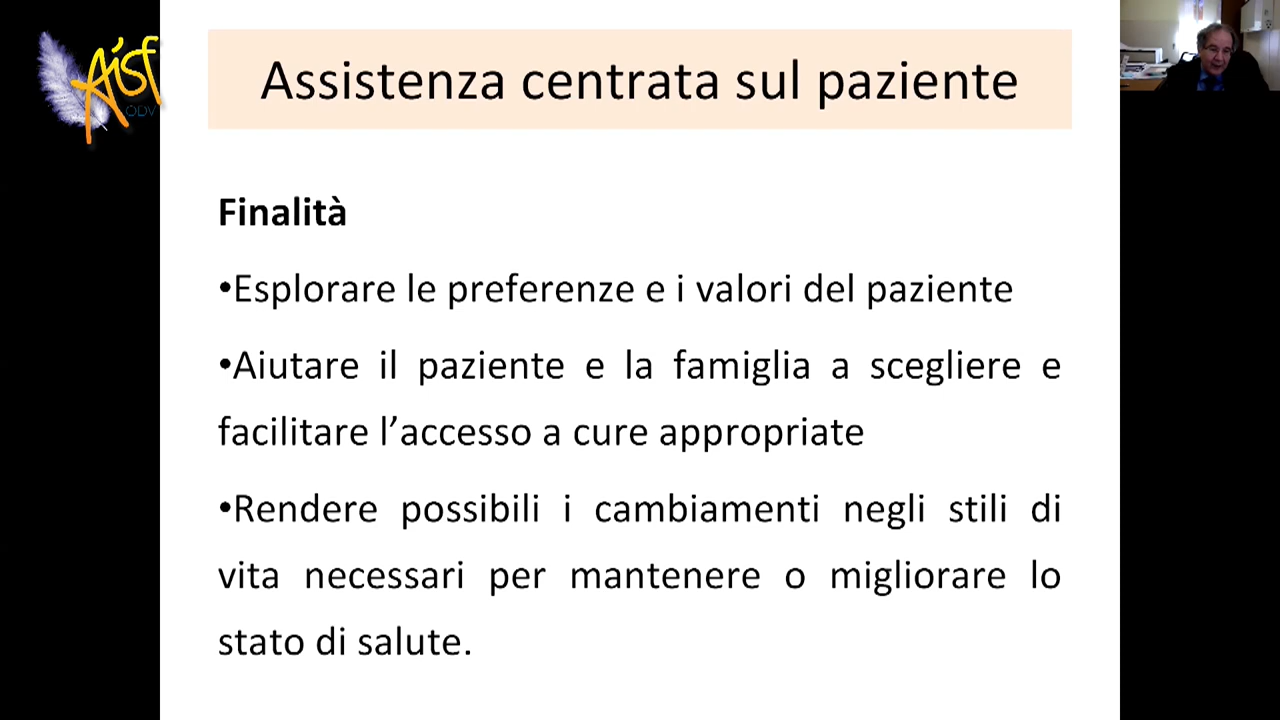 Aisf
ODV
Assistenza centrata sul paziente
Finalità
•Esplorare le preferenze e i valori del paziente
•Aiutare il paziente e la famiglia a scegliere e
facilitare l’accesso a cure appropriate
•Rendere possibili i cambiamenti negli stili di
vita necessari per mantenere o migliorare lo
stato di salute.